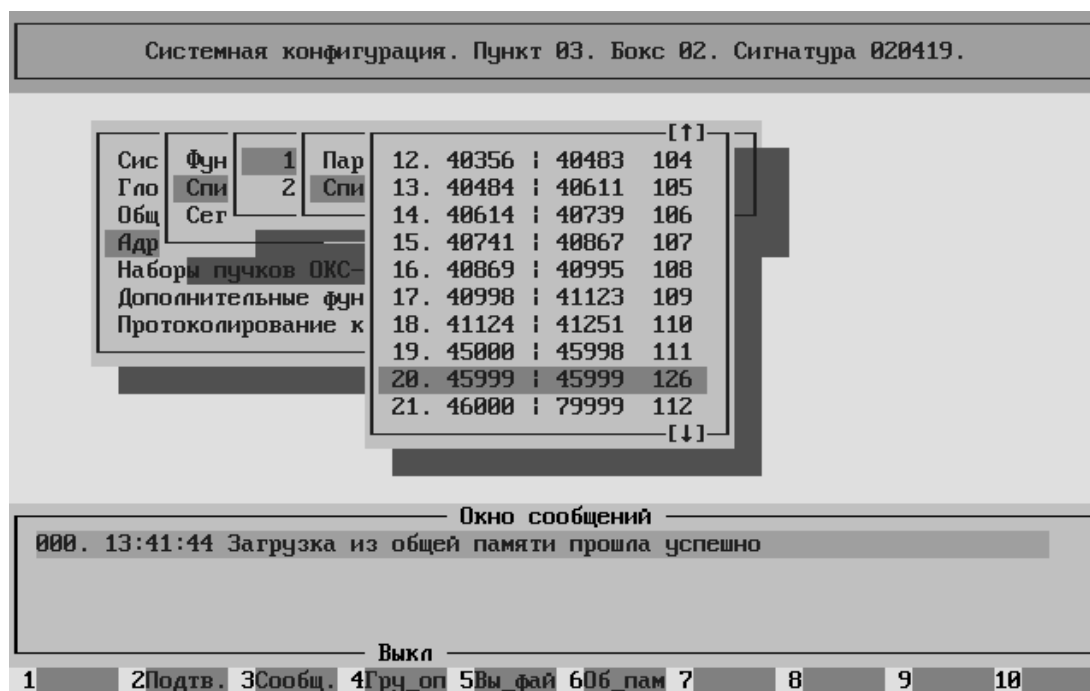 Системная конфигурация. Пункт 03. Бокс 02. Сигнатура 020419.
[↑]
Сис Фун 1 Пар 12. 40356 ¦ 40483 104
Гло Спи 2 Спи 13. 40484 ¦ 40611 105
Общ Сег 14. 40614 ¦ 40739 106
Адр 15. 40741 ¦ 40867 107
Наборы пучков ОКС- 16. 40869 ¦ 40995 108
Дополнительные фун 17. 40998 ¦ 41123 109
Протоколирование к 18. 41124 ¦ 41251 110
19. 45000 ¦ 45998 111
20. 45999 ¦ 45999 126
21. 46000 ¦ 79999 112
[↓]
Окно сообщений
000. 13:41:44 Загрузка из общей памяти прошла успешно
Выкл
1 2Подтв. 3Сообщ. 4Гру_оп 5Вы_фай 6Об_пам 7 8 9 10